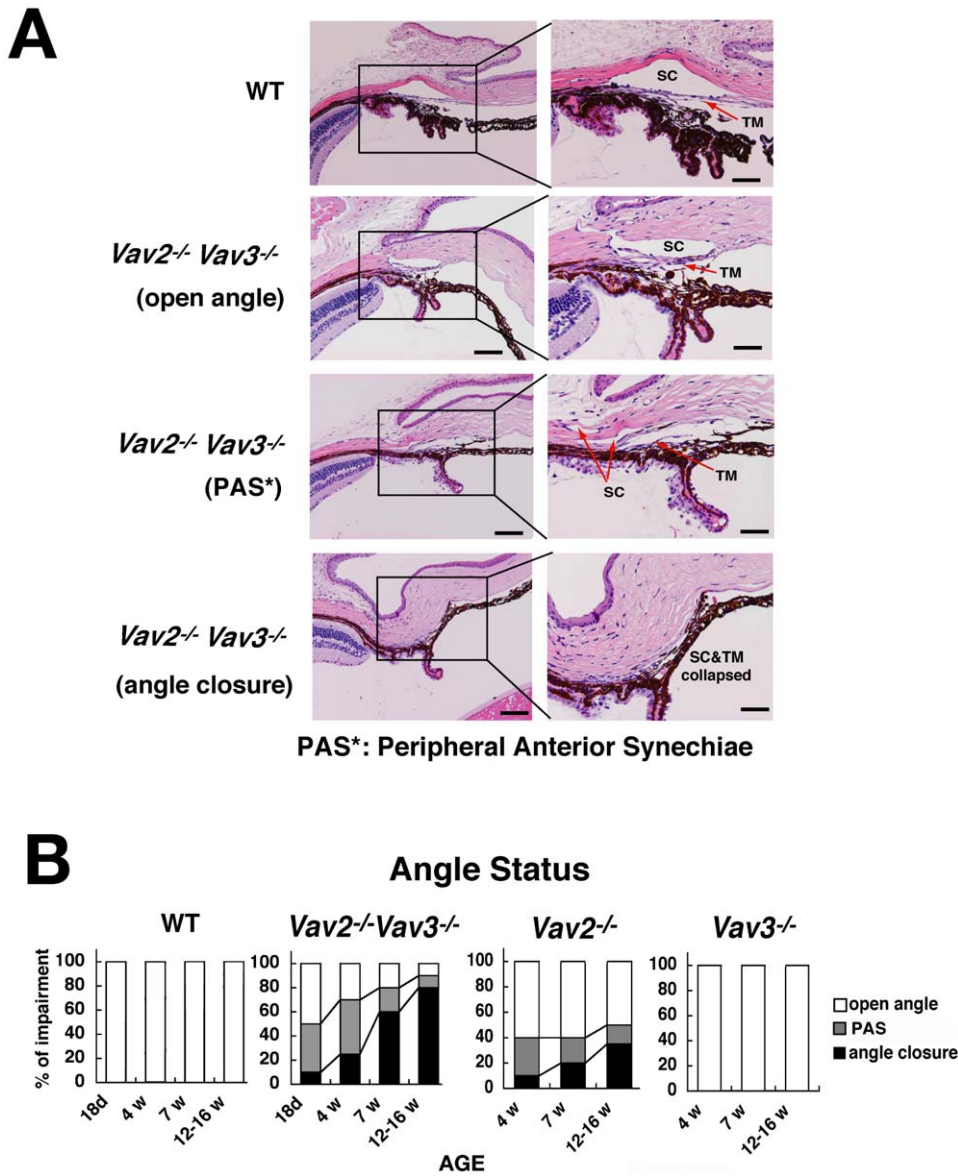 A
WT
SC
TM
Vav2-/- Vav3-/-
(open angle)
SC
TM
Vav2-/- Vav3-/-
(PAS*)
SC
TM
Vav2-/- Vav3-/-
(angle closure)
SC&TM
collapsed
PAS*: Peripheral Anterior Synechiae
B
Angle Status
WT
% of impairment
100
80
60
40
20
0
18d
4 w
7 w
12-16 w
Vav2-/-Vav3-/-
100
80
60
40
20
0
18d
4 w
7 w
12-16 w
Vav2-/-
100
80
60
40
20
0
4 w
7 w
12-16 w
Vav3-/-
100
80
60
40
20
0
4 w
7 w
12-16 w
open angle
PAS
angle closure
AGE